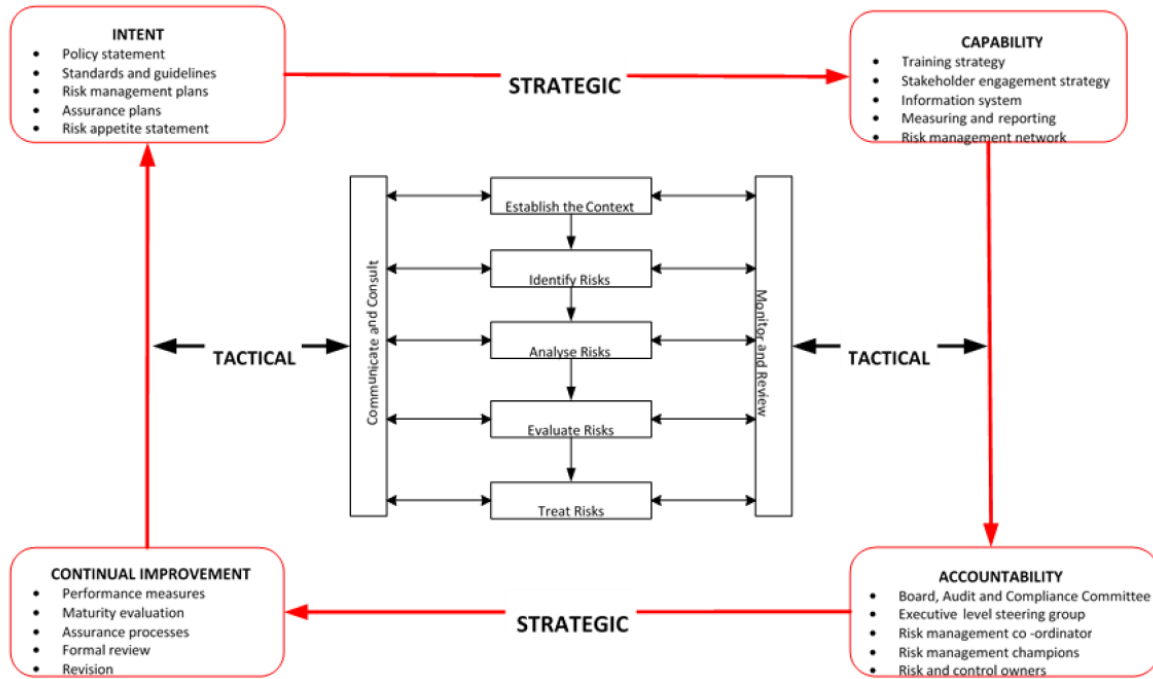 INTENT
• Policy statement
• Standards and guidelines
• Risk management plans
• Assurance plans
• Risk appetite statement
STRATEGIC
CAPABILITY
• Training strategy
• Stakeholder engagement strategy
• Information system
• Measuring and reporting
• Risk management network
Communicate and Consult
Establish the Context
Identify Risks
Analyse Risks
Evaluate Risks
Treat Risks
Monitor and Review
TACTICAL
TACTICAL
CONTINUAL IMPROVEMENT
• Performance measures
• Maturity evaluation
• Assurance processes
• Formal review
• Revision
STRATEGIC
ACCOUNTABILITY
• Board, Audit and Compliance Committee
• Executive level steering group
• Risk management co -ordinator
• Risk management champions
• Risk and control owners